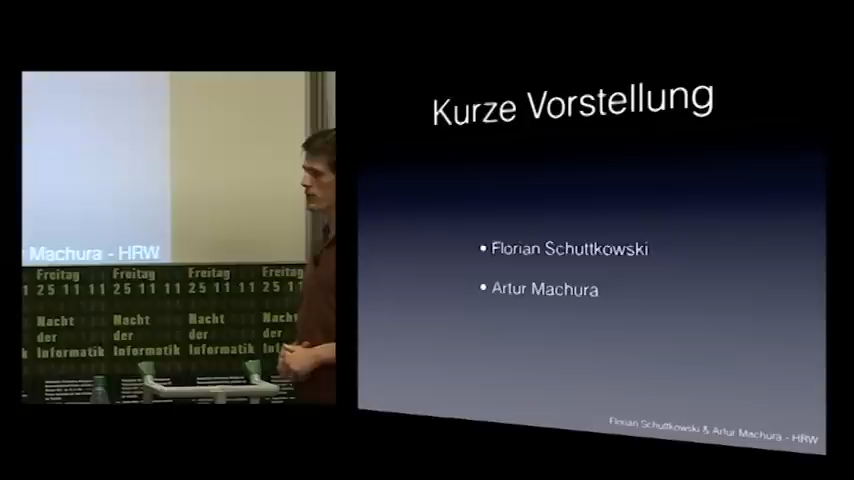 Kurze Vorstellung
• Florian Schuttkowski
• Artur Machura
Florian Schuttkowski & Artur Machura - HRW
Machura - HRW
Freitag Freitag Freitag Freitag
25 11 11 25 11 11 25 11 11 25 11
Nacht Nacht Nacht Nacht
der der der der
Informatik Informatik Informatik